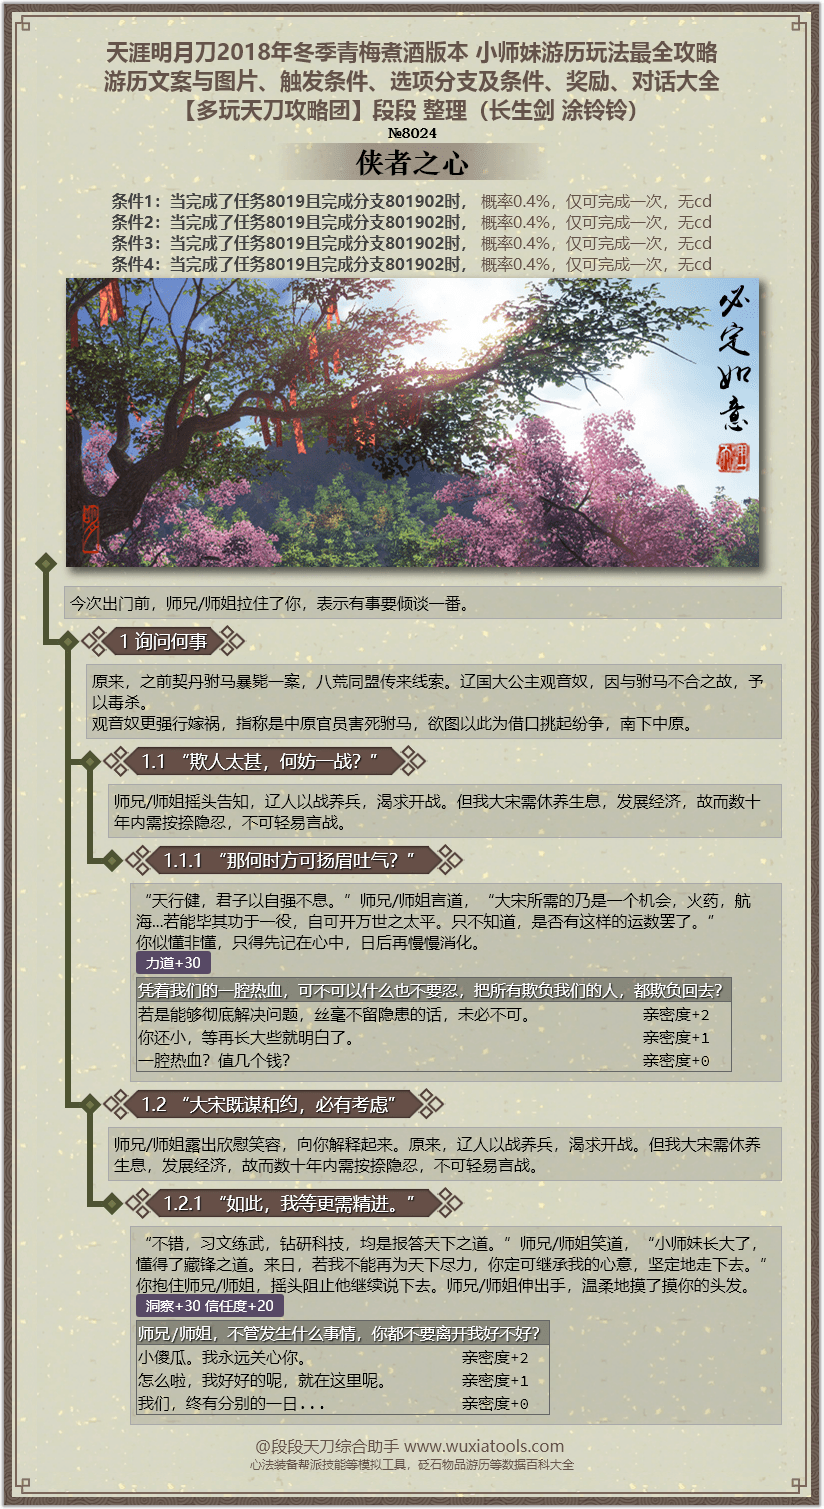 天涯明月刀2018年冬季青梅煮酒版本 小师妹游历玩法最全攻略
游历文案与图片、触发条件、选项分支及条件、奖励、对话大全
【多玩天刀攻略团】段段 整理（长生剑 涂铃铃）
№8024
侠者之心
条件1：当完成了任务8019且完成分支801902时， 概率0.4%，仅可完成一次，无cd
条件2：当完成了任务8019且完成分支801902时， 概率0.4%，仅可完成一次，无cd
条件3：当完成了任务8019且完成分支801902时， 概率0.4%，仅可完成一次，无cd
条件4：当完成了任务8019且完成分支801902时， 概率0.4%，仅可完成一次，无cd
必定如意
今次出门前，师兄/师姐拉住了你，表示有事要倾谈一番。
1 询问何事
原来，之前契丹驸马暴毙一案，八荒同盟传来线索。辽国大公主观音奴，因与驸马不合之故，予
以毒杀。
观音奴更强行嫁祸，指称是中原官员害死驸马，欲图以此为借口挑起纷争，南下中原。
1.1 “欺人太甚，何妨一战？”
师兄/师姐摇头告知，辽人以战养兵，渴求开战。但我大宋需休养生息，发展经济，故而数十
年内需按捺隐忍，不可轻易言战。
1.1.1 “那何时方可扬眉吐气？”
“天行健，君子以自强不息。”师兄/师姐言道，“大宋所需的乃是一个机会，火药，航
海...若能毕其功于一役，自可开万世之太平。只不知道，是否有这样的运数罢了。”
你似懂非懂，只得先记在心中，日后再慢慢消化。
力道+30
凭着我们的一腔热血，可不可以什么也不要忍，把所有欺负我们的人，都欺负回去？
若是能够彻底解决问题，丝毫不留隐患的话，未必不可。 亲密度+2
你还小，等再长大些就明白了。 亲密度+1
一腔热血？值几个钱？ 亲密度+0
1.2 “大宋既谋和约，必有考虑”
师兄/师姐露出欣慰笑容，向你解释起来。原来，辽人以战养兵，渴求开战。但我大宋需休养
生息，发展经济，故而数十年内需按捺隐忍，不可轻易言战。
1.2.1 “如此，我等更需精进。”
“不错，习文练武，钻研科技，均是报答天下之道。”师兄/师姐笑道，“小师妹长大了，
懂得了藏锋之道。来日，若我不能再为天下尽力，你定可继承我的心意，坚定地走下去。”
你抱住师兄/师姐，摇头阻止他继续说下去。师兄/师姐伸出手，温柔地摸了摸你的头发。
洞察+30 信任度+20
师兄/师姐，不管发生什么事情，你都不要离开我好不好？
小傻瓜。我永远关心你。 亲密度+2
怎么啦，我好好的呢，就在这里呢。 亲密度+1
我们，终有分别的一日... 亲密度+0
@段段天刀综合助手 www.wuxiatools.com
心法装备帮派技能等模拟工具，砭石物品游历等数据百科大全